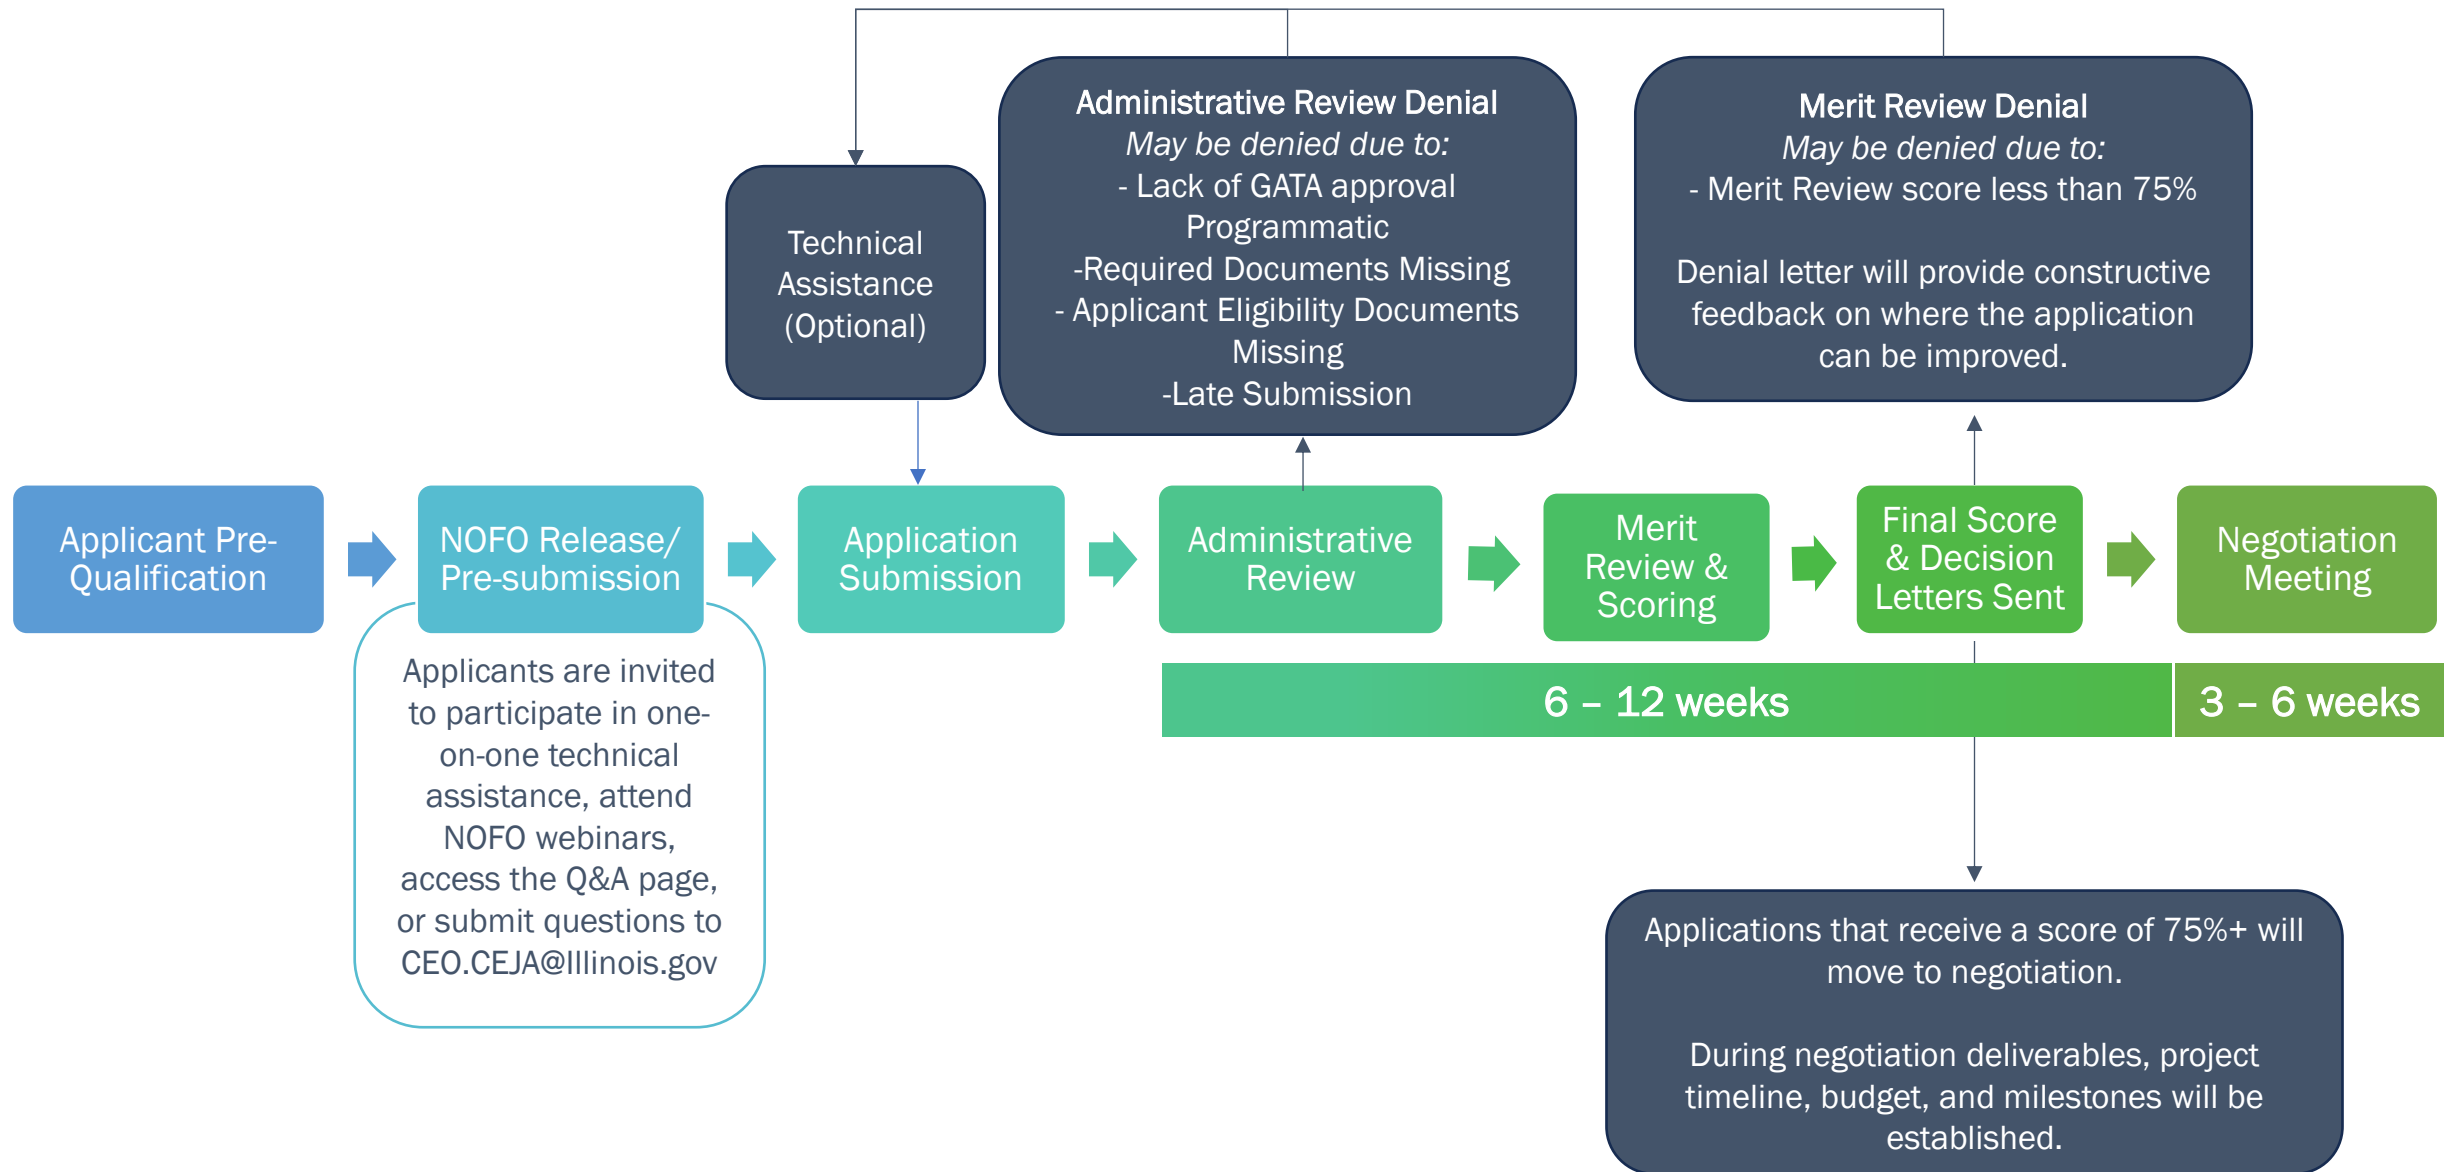 Administrative Review Denial
May be denied due to:
- Lack of GATA approval
Programmatic
-Required Documents Missing
- Applicant Eligibility Documents
Missing
-Late Submission
Merit Review Denial
May be denied due to:
- Merit Review score less than 75%
Denial letter will provide constructive
feedback on where the application
can be improved.
Technical
Assistance
(Optional)
Applicant Pre-
Qualification
NOFO Release/
Pre-submission
Application
Submission
Administrative
Review
Merit
Review &
Scoring
Final Score
& Decision
Letters Sent
Negotiation
Meeting
Applicants are invited
to participate in one-
on-one technical
assistance, attend
NOFO webinars,
access the Q&A page,
or submit questions to
CEO.CEJA@Illinois.gov
6 – 12 weeks
3 – 6 weeks
Applications that receive a score of 75%+ will
move to negotiation.
During negotiation deliverables, project
timeline, budget, and milestones will be
established.